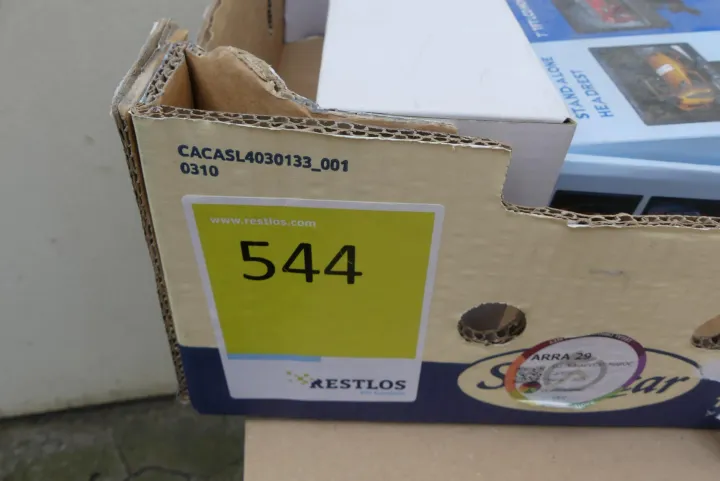 STAND ALONE
HEADREST
CACASL4030133_001
0310
www.restlos.com
544
RESTLOS
ARRA 29